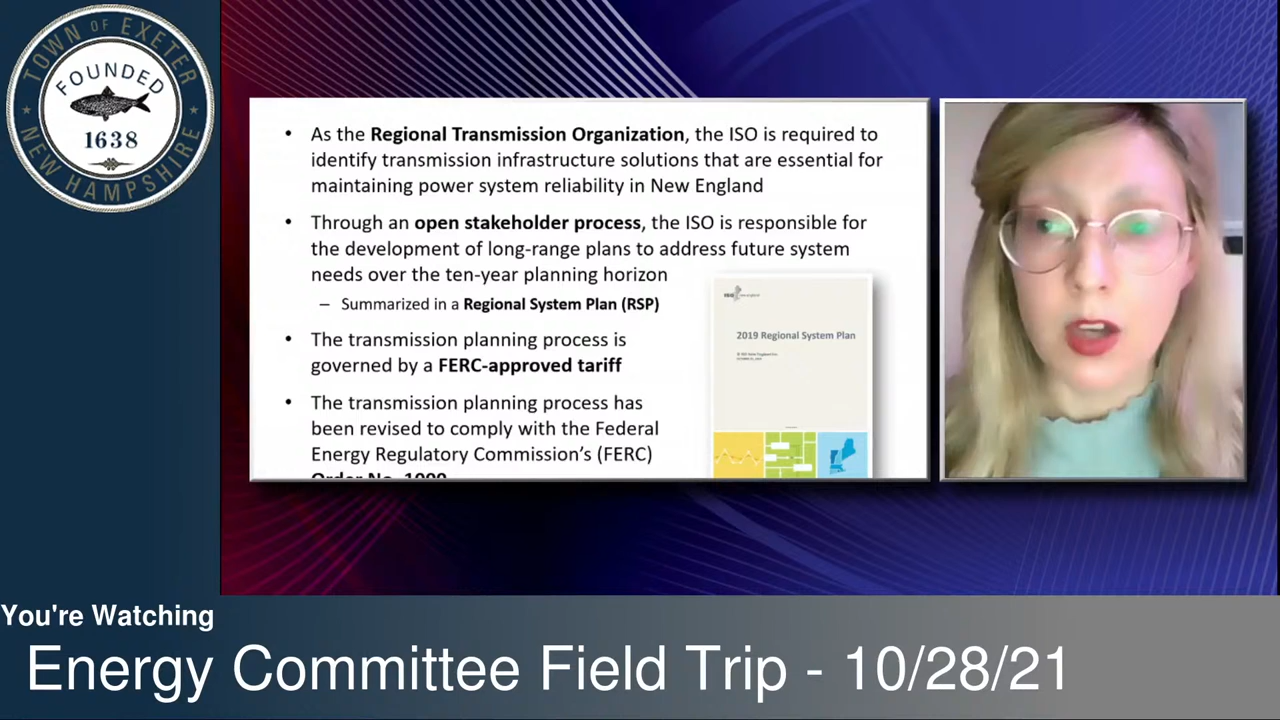 TOWN OF EXETER
FOUNDED
1638
NEW HAMPSHIRE
• As the Regional Transmission Organization, the ISO is required to
identify transmission infrastructure solutions that are essential for
maintaining power system reliability in New England
• Through an open stakeholder process, the ISO is responsible for
the development of long-range plans to address future system
needs over the ten-year planning horizon
– Summarized in a Regional System Plan (RSP)
• The transmission planning process is
governed by a FERC-approved tariff
• The transmission planning process has
been revised to comply with the Federal
Energy Regulatory Commission's (FERC)
Order No. 1000
2019 Regional System Plan
You're Watching
Energy Committee Field Trip - 10/28/21